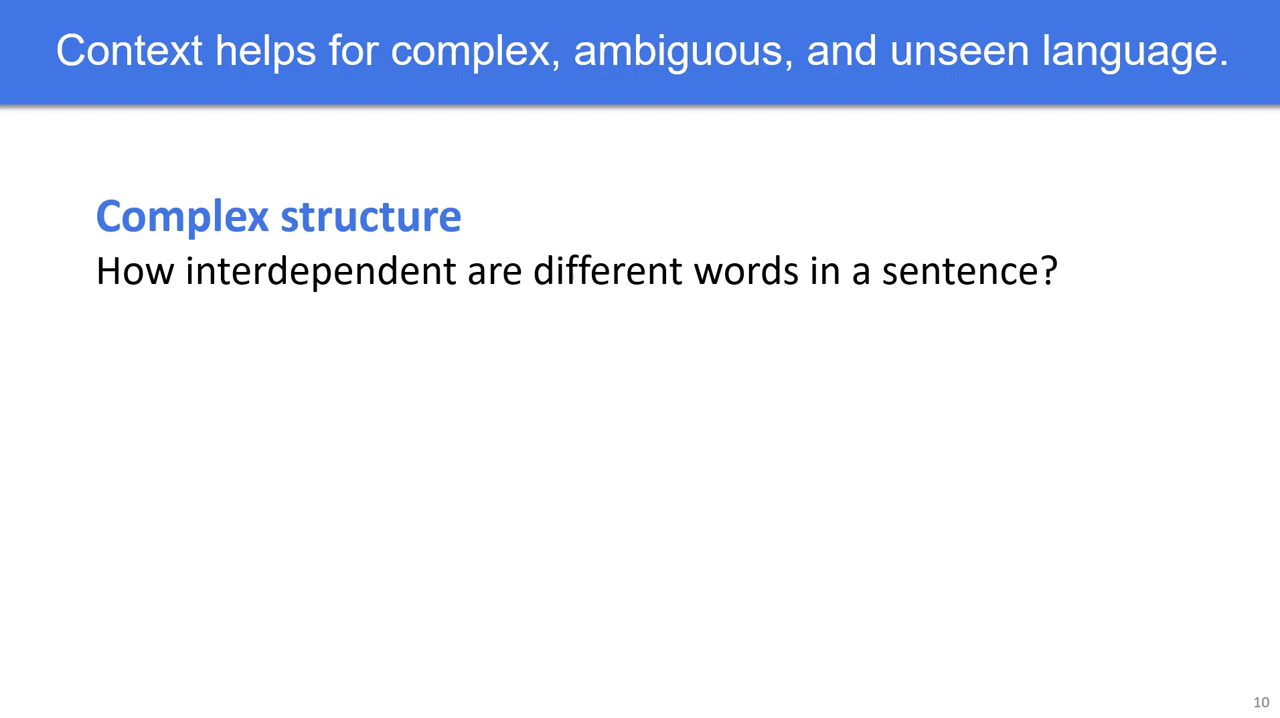 Context helps for complex, ambiguous, and unseen language.
Complex structure
How interdependent are different words in a sentence?
10